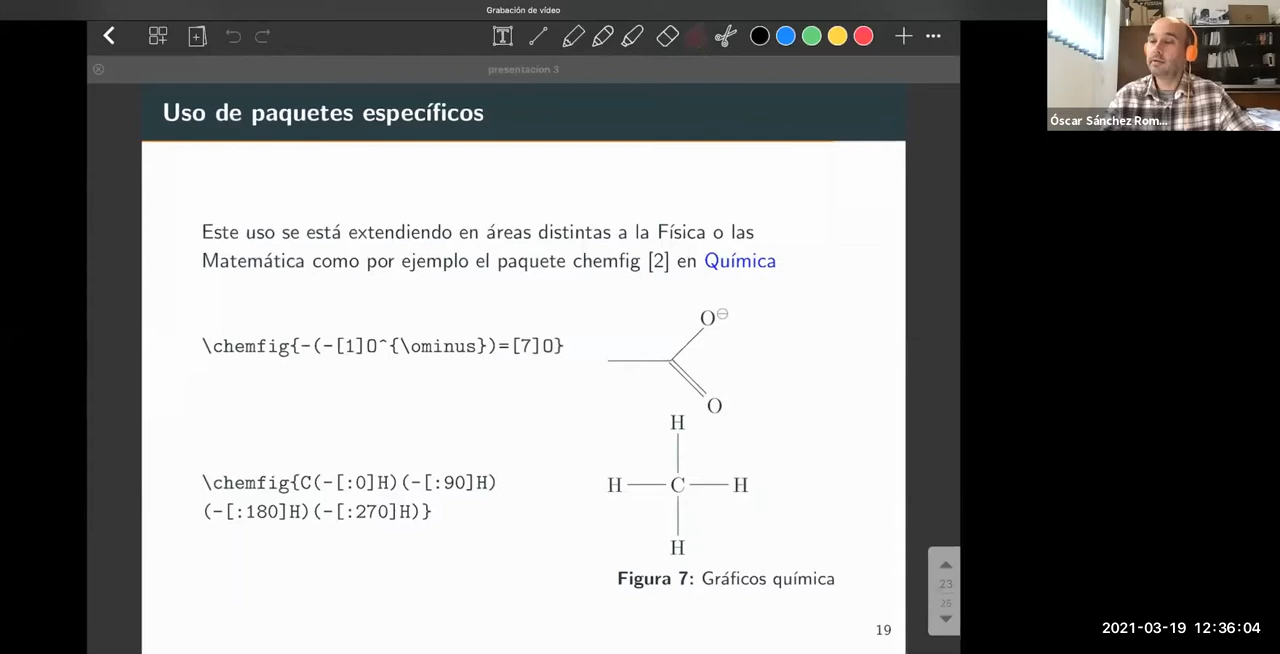 Grabación de vídeo
presentacion 3
Óscar Sánchez Rom...
Uso de paquetes específicos
Este uso se está extendiendo en áreas distintas a la Física o las
Matemática como por ejemplo el paquete chemfig [2] en Química
\chemfig{-(-[1]O^{\ominus})=[7]O}
O⊖
O
\chemfig{C(-[:0]H)(-[:90]H)
(-[:180]H)(-[:270]H)}
H
H C H
H
Figura 7: Gráficos química
23
26
19
2021-03-19 12:36:04